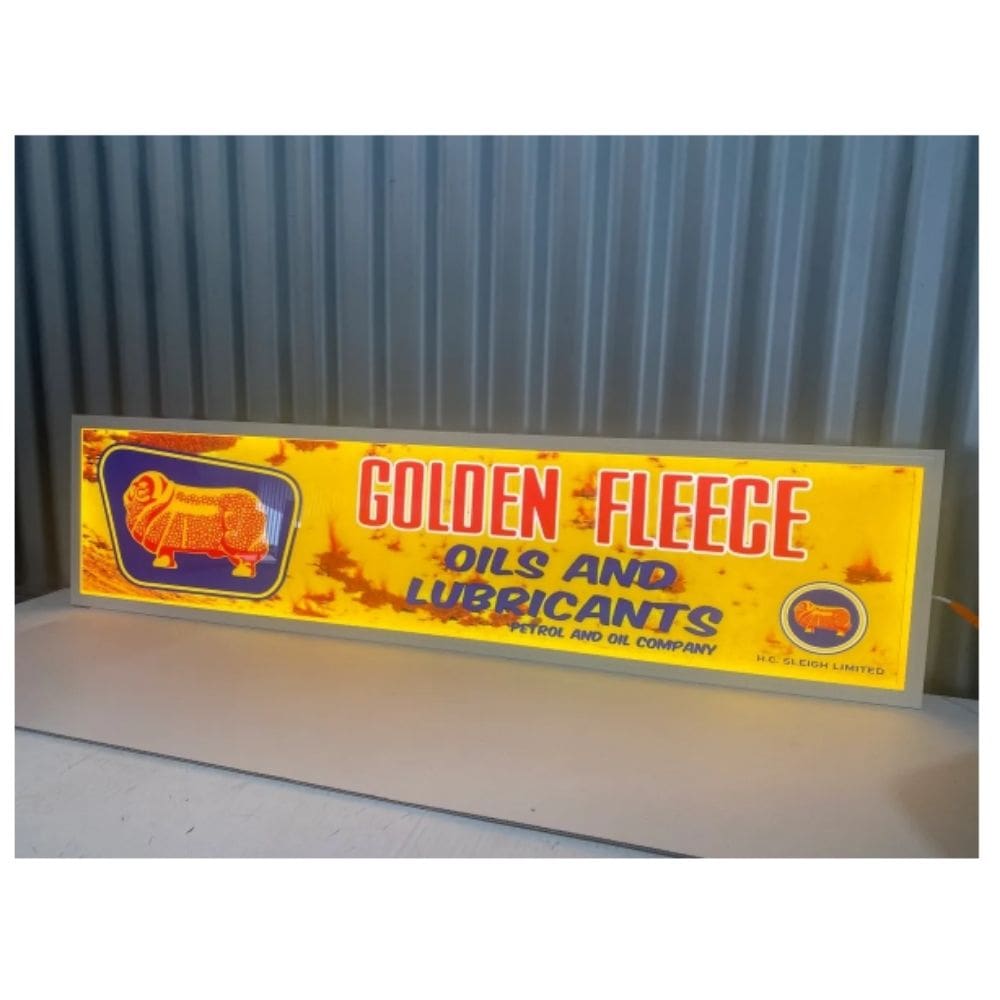 GOLDEN FLEECE
OILS AND
LUBRICANTS
PETROL AND OIL COMPANY
H.C. SLEIGH LIMITED